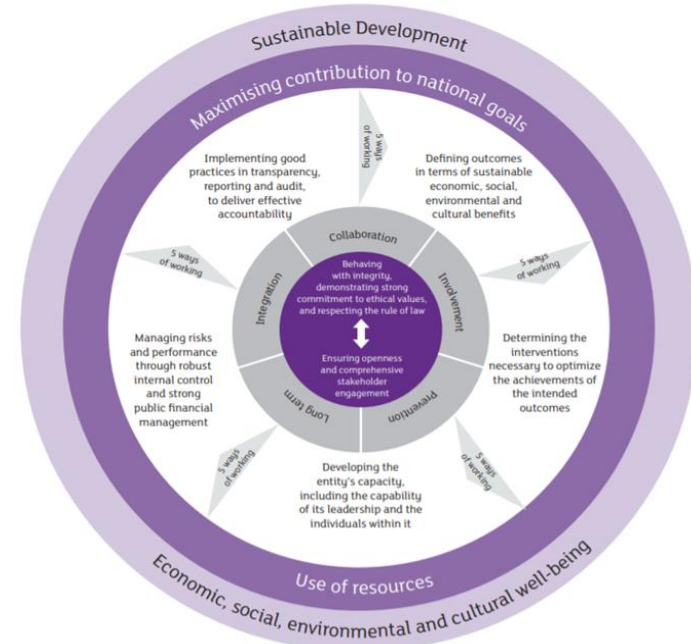 Sustainable Development
Maximising contribution to national goals
5 ways
of working
Implementing good
practices in transparency,
reporting and audit,
to deliver effective
accountability
Defining outcomes
in terms of sustainable
economic, social,
environmental and
cultural benefits
Collaboration
5 ways
of working
5 ways
of working
Integration
Involvement
Behaving
with integrity,
demonstrating strong
commitment to ethical values,
and respecting the rule of law
Ensuring openness
and comprehensive
stakeholder
engagement
Managing risks
and performance
through robust
internal control
and strong
public financial
management
Determining the
interventions
necessary to optimize
the achievements of
the intended
outcomes
Long term
Prevention
5 ways
of working
5 ways
of working
Developing the
entity's capacity,
including the capability
of its leadership and the
individuals within it
Use of resources
Economic, social, environmental and cultural well-being